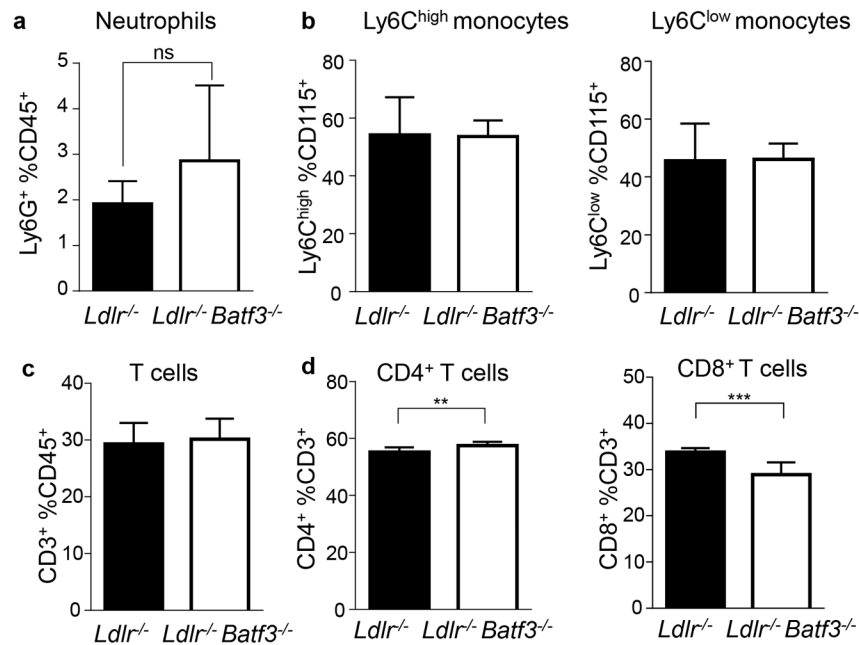 a
Neutrophils
ns
5
4
3
2
1
0
Ly6G⁺ %CD45⁺
Ldlr⁻/⁻ Ldlr⁻/⁻ Batf3⁻/⁻
b
Ly6Cʰⁱᵍʰ monocytes
80
60
40
20
0
Ly6Cʰⁱᵍʰ %CD115⁺
Ldlr⁻/⁻ Ldlr⁻/⁻ Batf3⁻/⁻
Ly6Cˡᵒʷ monocytes
80
60
40
20
0
Ly6Cˡᵒʷ %CD115⁺
Ldlr⁻/⁻ Ldlr⁻/⁻ Batf3⁻/⁻
c
T cells
40
30
20
10
0
CD3⁺ %CD45⁺
Ldlr⁻/⁻ Ldlr⁻/⁻ Batf3⁻/⁻
d
CD4⁺ T cells
**
80
60
40
20
0
CD4⁺ %CD3⁺
Ldlr⁻/⁻ Ldlr⁻/⁻ Batf3⁻/⁻
CD8⁺ T cells
***
50
40
30
20
10
0
CD8⁺ %CD3⁺
Ldlr⁻/⁻ Ldlr⁻/⁻ Batf3⁻/⁻